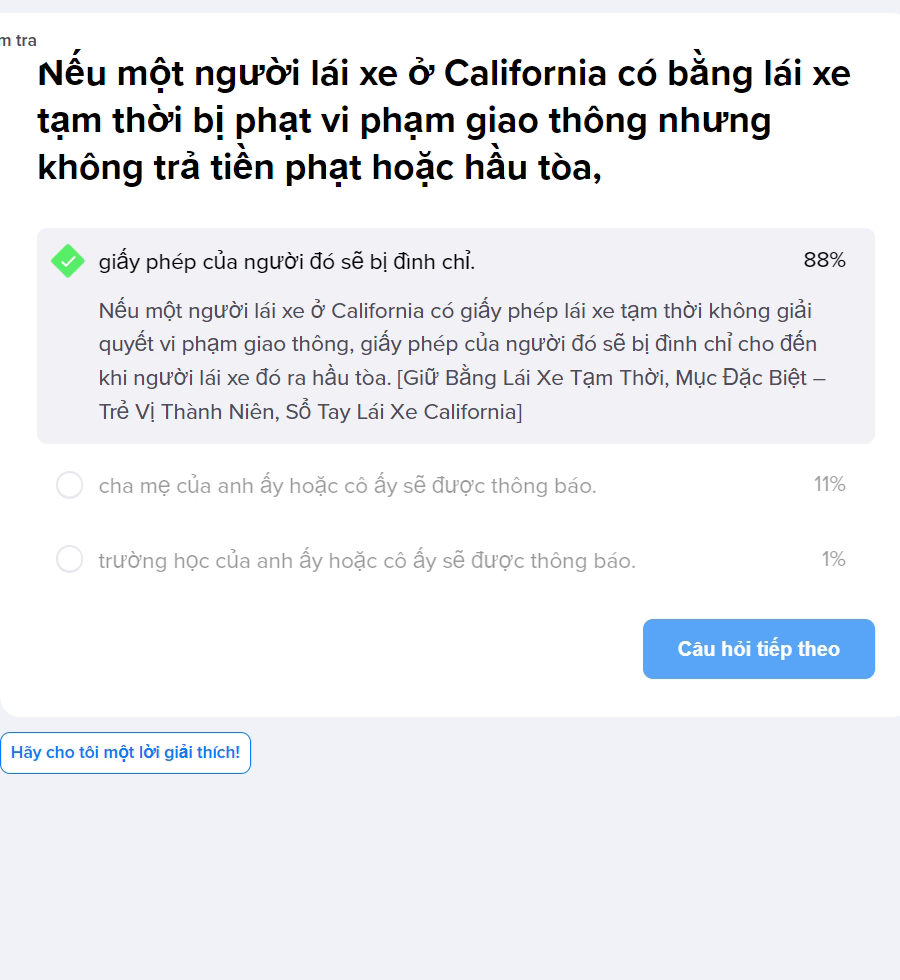 m tra
Nếu một người lái xe ở California có bằng lái xe
tạm thời bị phạt vi phạm giao thông nhưng
không trả tiền phạt hoặc hầu tòa,
giấy phép của người đó sẽ bị đình chỉ. 88%
Nếu một người lái xe ở California có giấy phép lái xe tạm thời không giải
quyết vi phạm giao thông, giấy phép của người đó sẽ bị đình chỉ cho đến
khi người lái xe đó ra hầu tòa. [Giữ Bằng Lái Xe Tạm Thời, Mục Đặc Biệt –
Trẻ Vị Thành Niên, Sổ Tay Lái Xe California]
cha mẹ của anh ấy hoặc cô ấy sẽ được thông báo. 11%
trường học của anh ấy hoặc cô ấy sẽ được thông báo. 1%
Câu hỏi tiếp theo
Hãy cho tôi một lời giải thích!